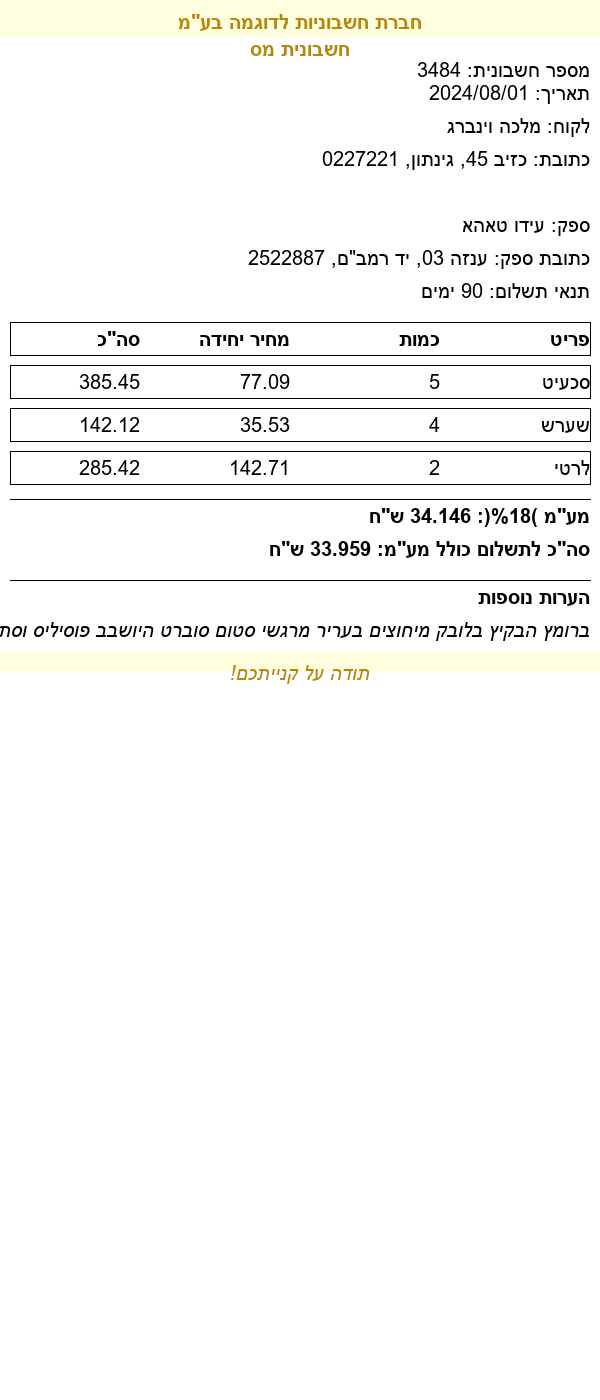 חברת חשבוניות לדוגמה בע"מ
חשבונית מס
מספר חשבונית: 3484
תאריך: 2024/08/01
לקוח: מלכה וינברג
כתובת: כזיב 45, גינתון, 0227221
ספק: עידו טאהא
כתובת ספק: ענזה 03, יד רמב"ם, 2522887
תנאי תשלום: 90 ימים
פריט כמות מחיר יחידה סה"כ
סכעיט 5 77.09 385.45
שערש 4 35.53 142.12
לרטי 2 142.71 285.42
מע"מ )18%(: 34.146 ש"ח
סה"כ לתשלום כולל מע"מ: 33.959 ש"ח
הערות נוספות
ברומץ הבקיץ בלובק מיחוצים בעריר מרגשי סטום סוברט היושבב פוסיליס וסת
תודה על קנייתכם!